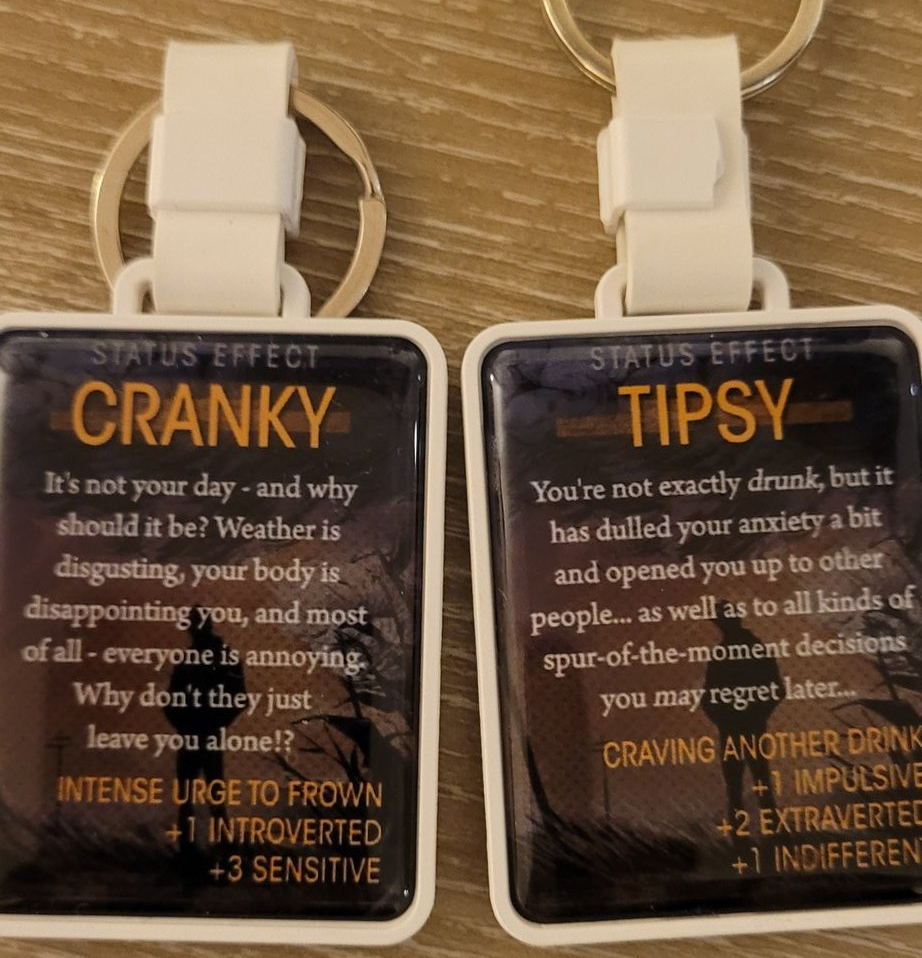 STATUS EFFECT
CRANKY
It's not your day - and why
should it be? Weather is
disgusting, your body is
disappointing you, and most
of all - everyone is annoying.
Why don't they just
leave you alone!?
INTENSE URGE TO FROWN
+1 INTROVERTED
+3 SENSITIVE
STATUS EFFECT
TIPSY
You're not exactly drunk, but it
has dulled your anxiety a bit
and opened you up to other
people... as well as to all kinds of
spur-of-the-moment decisions
you may regret later...
CRAVING ANOTHER DRINK
+1 IMPULSIVE
+2 EXTRAVERTED
+1 INDIFFEREN